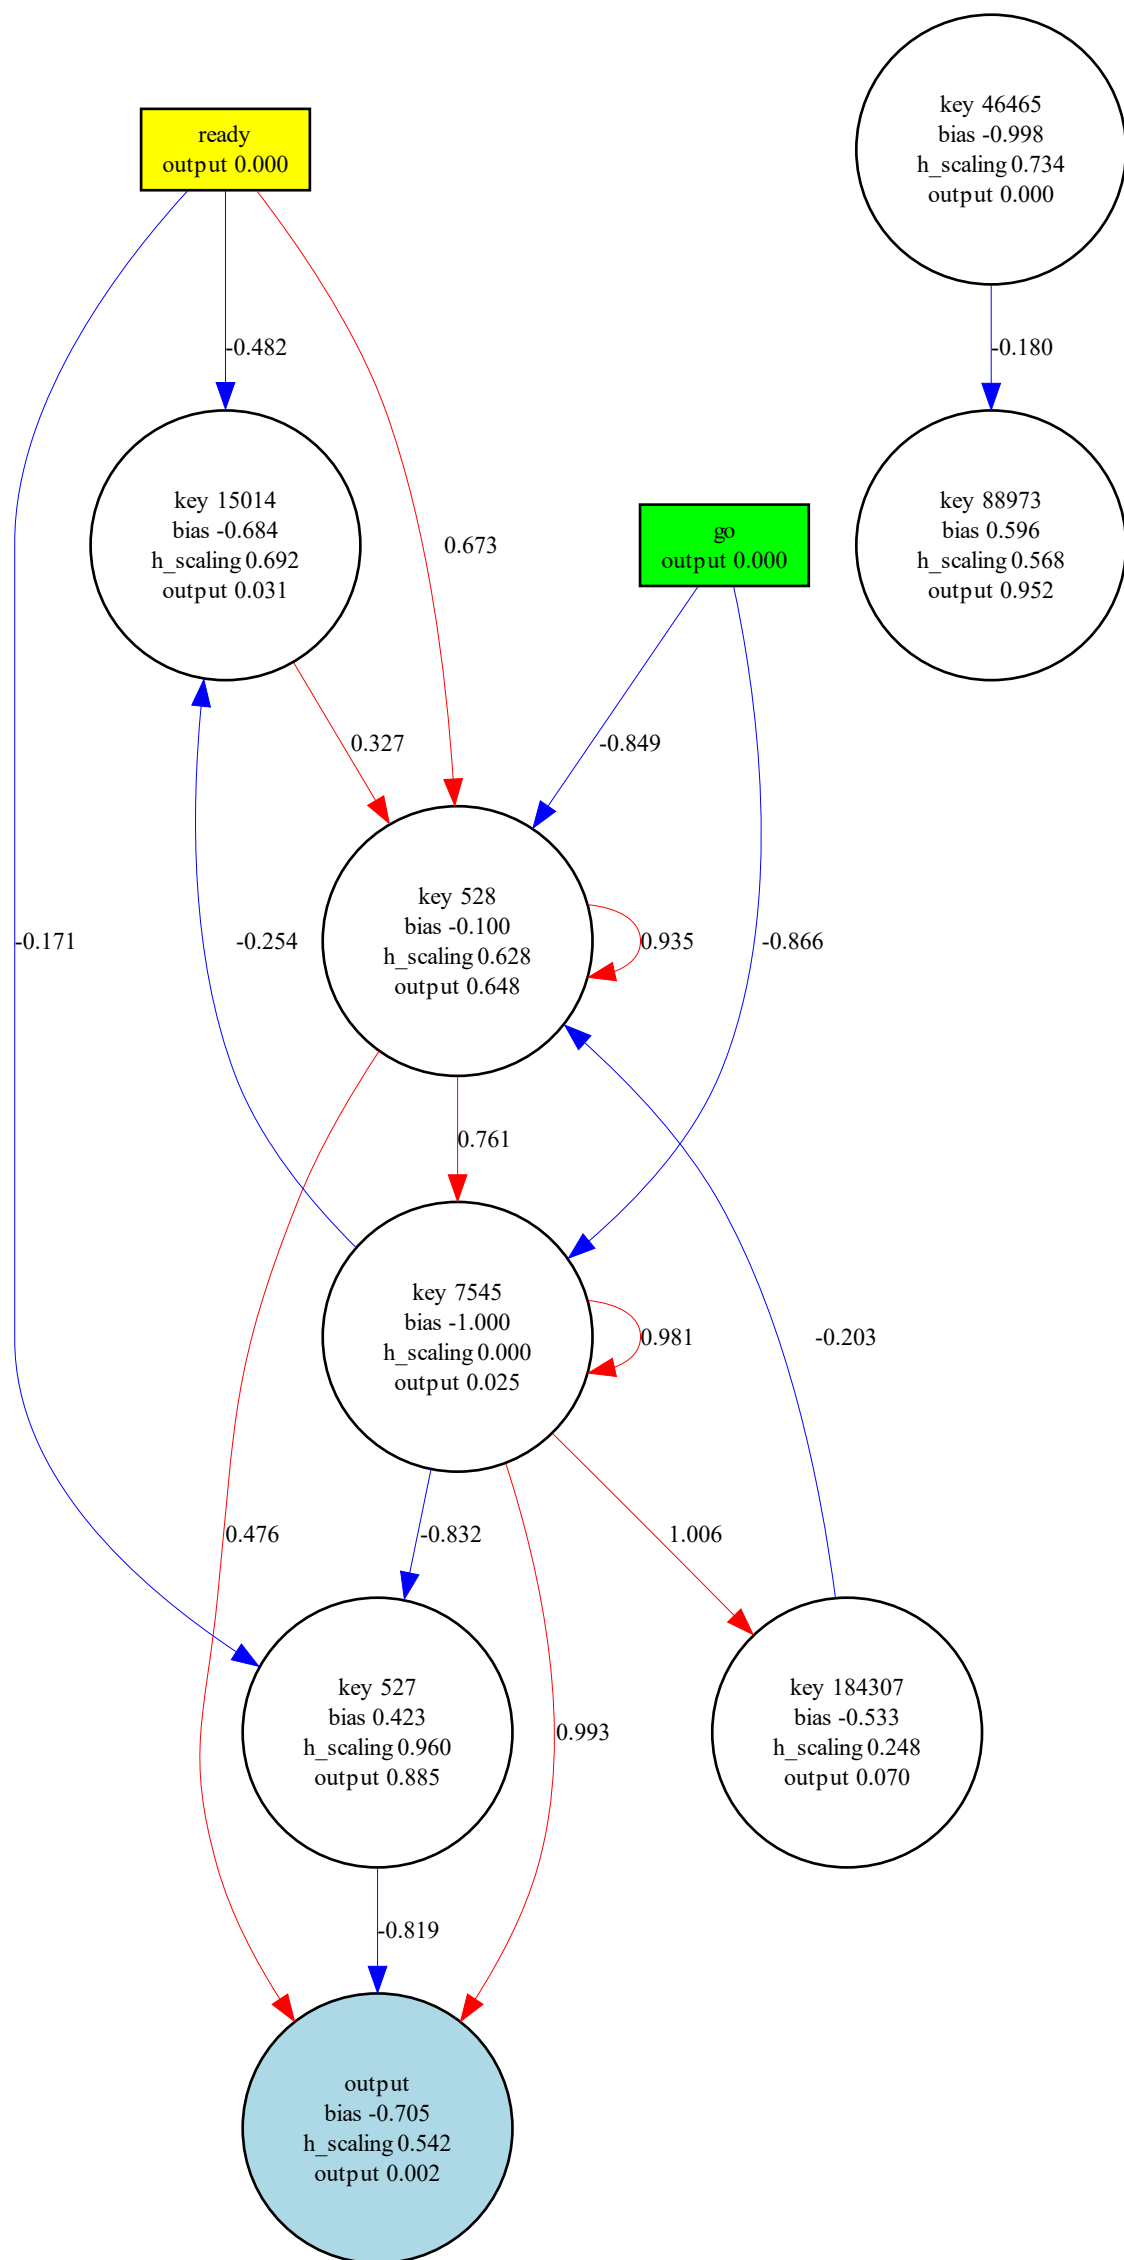 key 46465
bias -0.998
h_scaling 0.734
output 0.000
ready
output 0.000
-0.482
-0.180
key 15014
bias -0.684
h_scaling 0.692
output 0.031
0.673
go
output 0.000
key 88973
bias 0.596
h_scaling 0.568
output 0.952
0.327
-0.849
-0.171
-0.254
key 528
bias -0.100
h_scaling 0.628
output 0.648
0.935
-0.866
0.761
key 7545
bias -1.000
h_scaling 0.000
output 0.025
0.981
-0.203
0.476
-0.832
1.006
key 527
bias 0.423
h_scaling 0.960
output 0.885
0.993
key 184307
bias -0.533
h_scaling 0.248
output 0.070
-0.819
output
bias -0.705
h_scaling 0.542
output 0.002